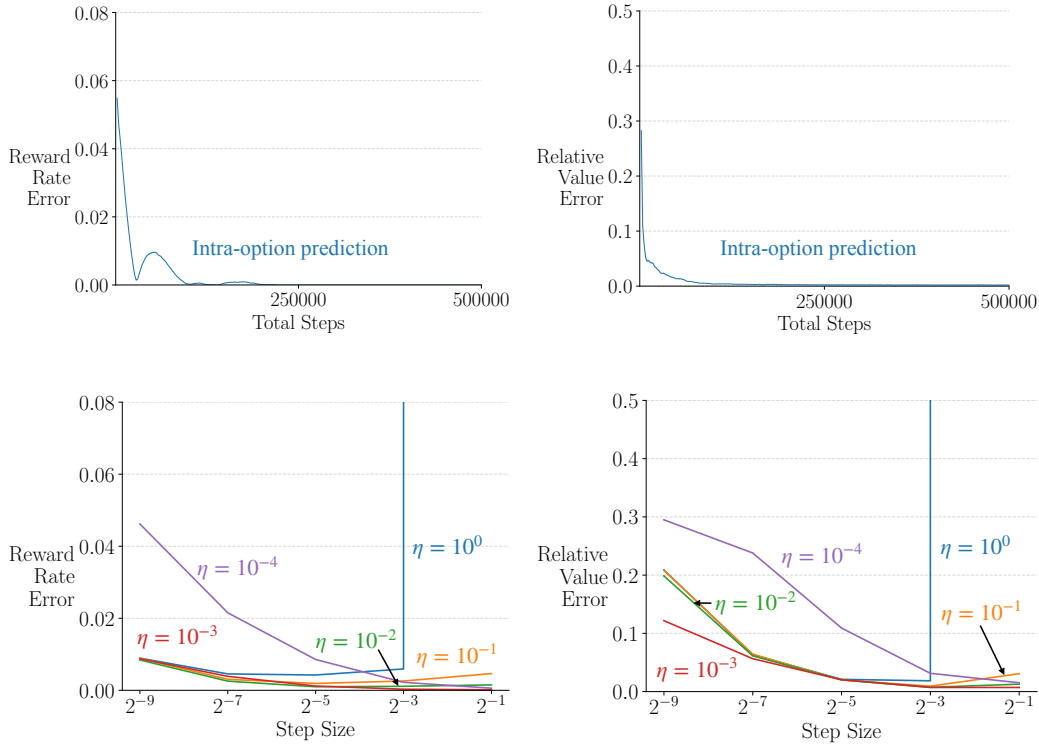 0.08
0.06
0.04
0.02
0.00
Reward
Rate
Error
Intra-option prediction
250000
500000
Total Steps
0.5
0.4
0.3
0.2
0.1
0.0
Relative
Value
Error
Intra-option prediction
250000
500000
Total Steps
0.08
0.06
0.04
0.02
0.00
Reward
Rate
Error
η = 10⁰
η = 10⁻⁴
η = 10⁻³
η = 10⁻²
η = 10⁻¹
2⁻⁹
2⁻⁷
2⁻⁵
2⁻³
2⁻¹
Step Size
0.5
0.4
0.3
0.2
0.1
0.0
Relative
Value
Error
η = 10⁻⁴
η = 10⁰
η = 10⁻²
η = 10⁻¹
η = 10⁻³
2⁻⁹
2⁻⁷
2⁻⁵
2⁻³
2⁻¹
Step Size